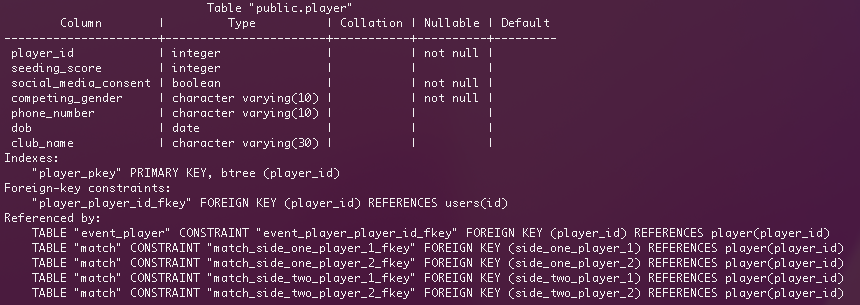 Table "public.player"
Column | Type | Collation | Nullable | Default
----------------------+-----------------------+-----------+----------+---------
player_id | integer | | not null |
seeding_score | integer | | |
social_media_consent | boolean | | not null |
competing_gender | character varying(10) | | not null |
phone_number | character varying(10) | | |
dob | date | | |
club_name | character varying(30) | | |
Indexes:
"player_pkey" PRIMARY KEY, btree (player_id)
Foreign-key constraints:
"player_player_id_fkey" FOREIGN KEY (player_id) REFERENCES users(id)
Referenced by:
TABLE "event_player" CONSTRAINT "event_player_player_id_fkey" FOREIGN KEY (player_id) REFERENCES player(player_id)
TABLE "match" CONSTRAINT "match_side_one_player_1_fkey" FOREIGN KEY (side_one_player_1) REFERENCES player(player_id)
TABLE "match" CONSTRAINT "match_side_one_player_2_fkey" FOREIGN KEY (side_one_player_2) REFERENCES player(player_id)
TABLE "match" CONSTRAINT "match_side_two_player_1_fkey" FOREIGN KEY (side_two_player_1) REFERENCES player(player_id)
TABLE "match" CONSTRAINT "match_side_two_player_2_fkey" FOREIGN KEY (side_two_player_2) REFERENCES player(player_id)